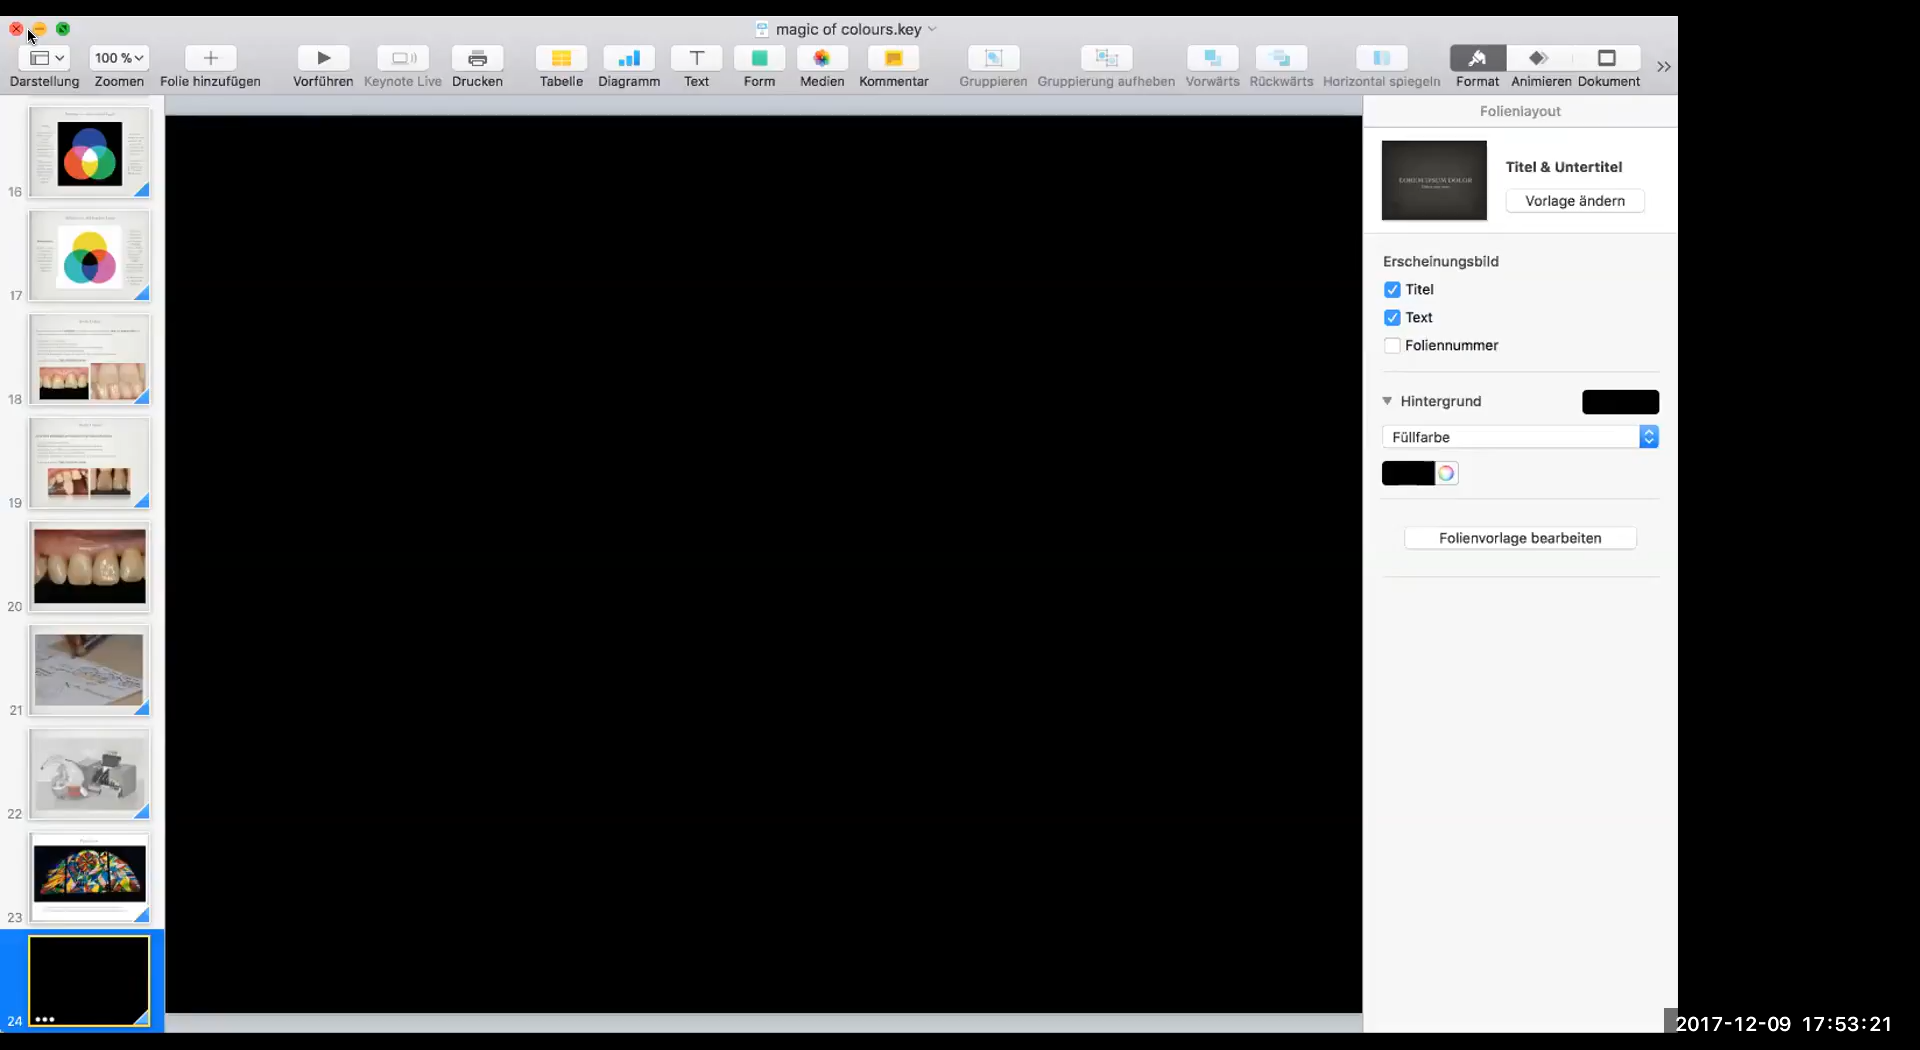 magic of colours.key
100 %
Darstellung Zoomen Folie hinzufügen Vorführen Keynote Live Drucken Tabelle Diagramm Text Form Medien Kommentar Gruppieren Gruppierung aufheben Vorwärts Rückwärts Horizontal spiegeln Format Animieren Dokument
Folienlayout
LOREM IPSUM DOLOR
Titel & Untertitel
Vorlage ändern
Erscheinungsbild
Titel
Text
Foliennummer
Hintergrund
Füllfarbe
Folienvorlage bearbeiten
16
17
18
19
20
21
22
23
24
2017-12-09 17:53:21